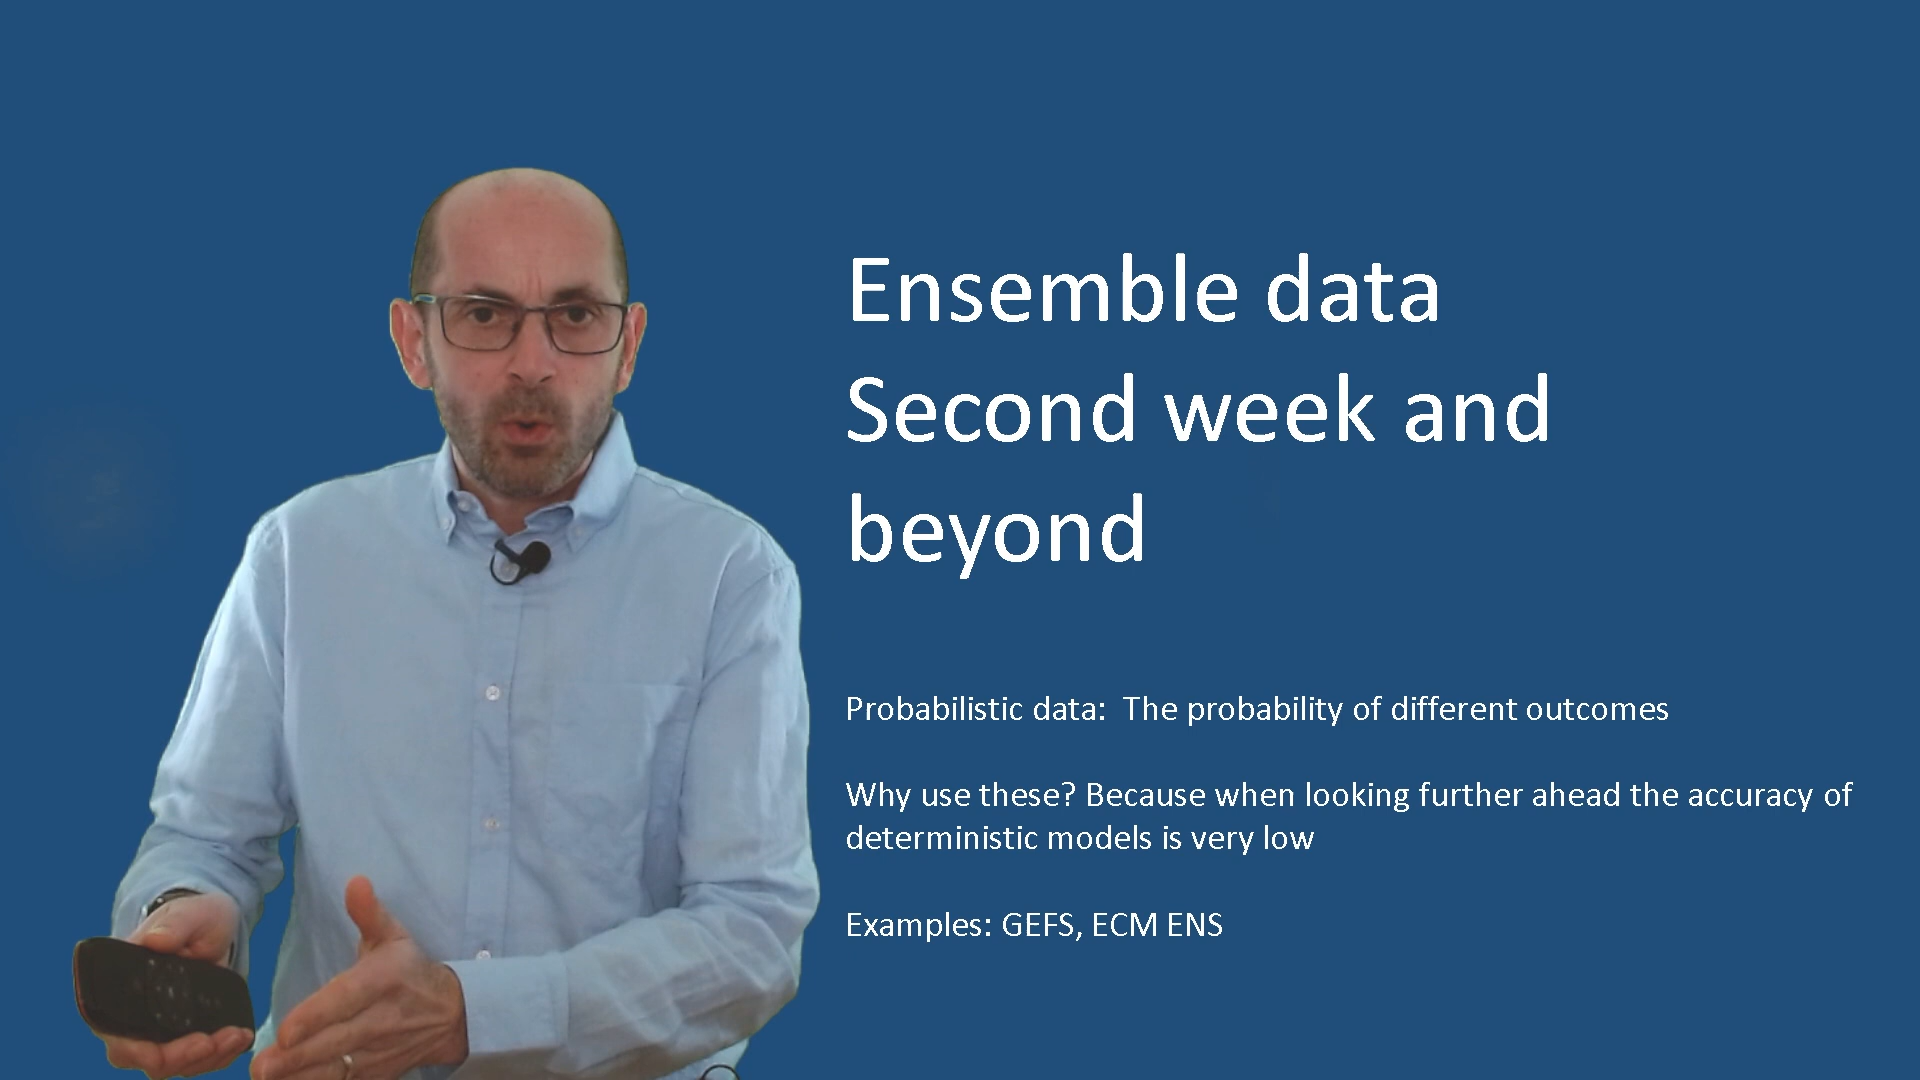 Ensemble data
Second week and
beyond
Probabilistic data:  The probability of different outcomes
Why use these? Because when looking further ahead the accuracy of
deterministic models is very low
Examples: GEFS, ECM ENS